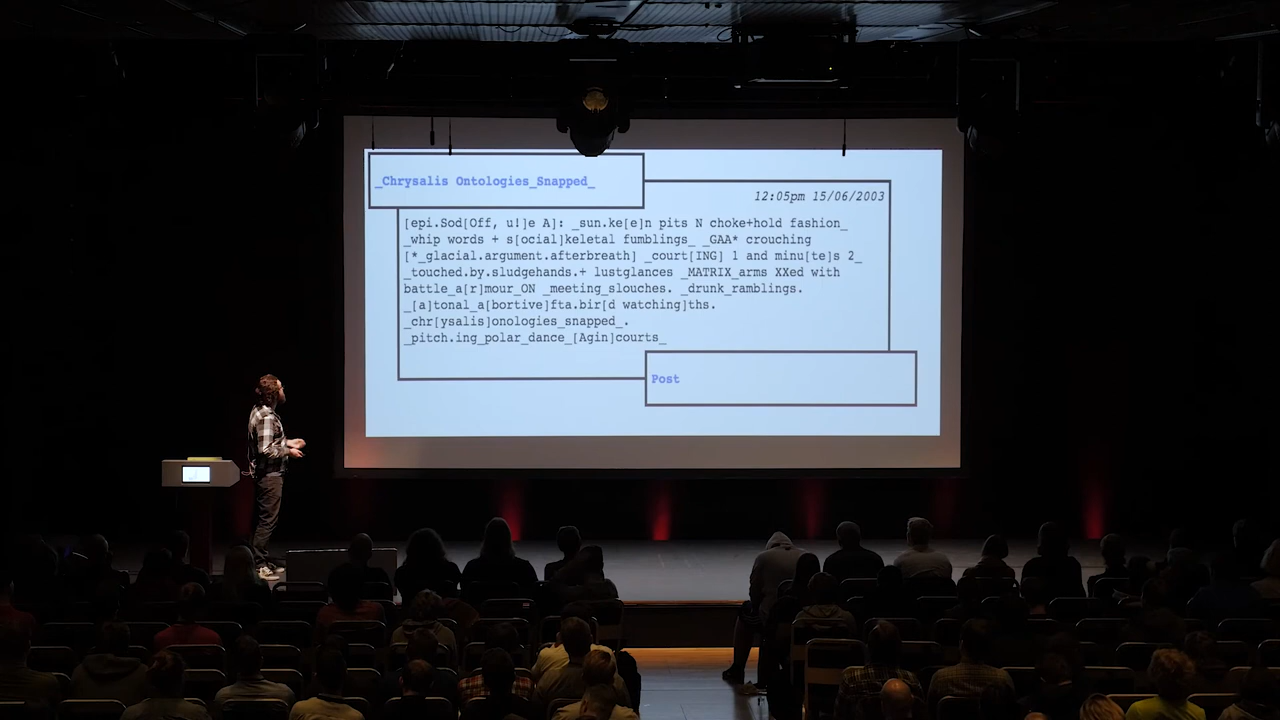 _Chrysalis Ontologies_Snapped_
12:05pm 15/06/2003
[epi.Sod[Off, u!]e A]: _sun.ke[e]n pits N choke+hold fashion_
_whip words + s[ocial]keletal fumblings_ _GAA* crouching
[*_glacial.argument.afterbreath] _court[ING] 1 and minu[te]s 2_
_touched.by.sludgehands.+ lustglances _MATRIX_arms XXed with
battle_a[r]mour_ON _meeting_slouches. _drunk_ramblings.
_[a]tonal_a[bortive]fta.bir[d watching]ths.
_chr[ysalis]onologies_snapped_.
_pitch.ing_polar_dance_[Agin]courts_
Post